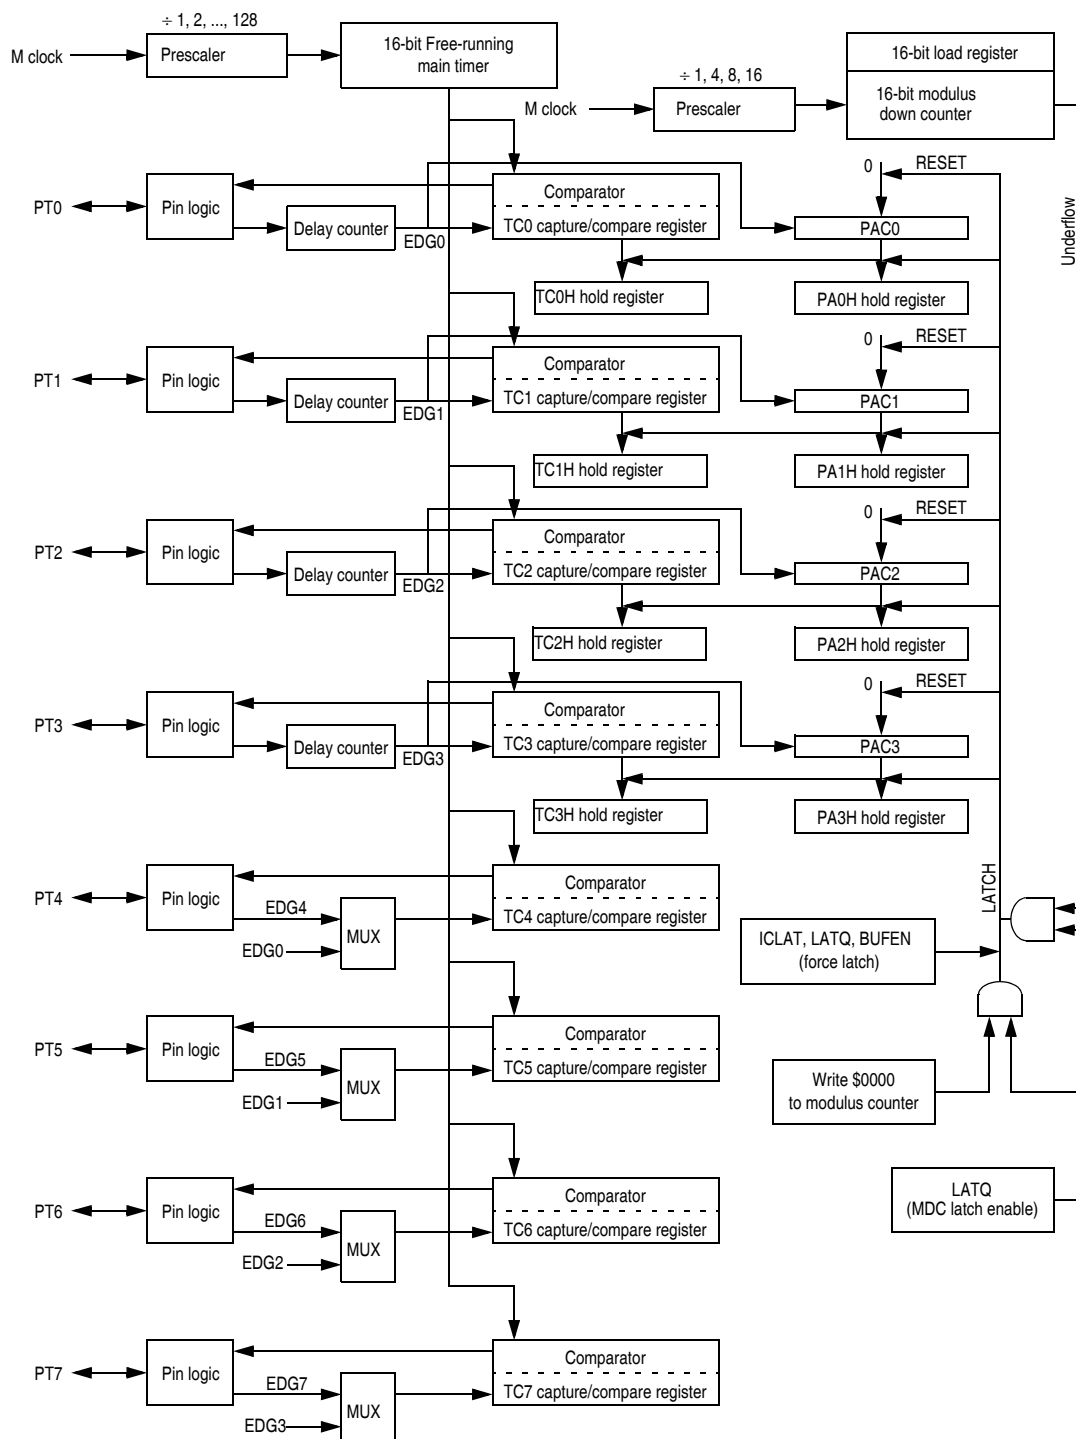 ÷ 1, 2, ..., 128
M clock
Prescaler
16-bit Free-running
main timer
16-bit load register
16-bit modulus
down counter
÷ 1, 4, 8, 16
M clock
Prescaler
Underflow
PT0
Pin logic
Delay counter
EDG0
Comparator
TC0 capture/compare register
TC0H hold register
0
RESET
PAC0
PA0H hold register
PT1
Pin logic
Delay counter
EDG1
Comparator
TC1 capture/compare register
TC1H hold register
0
RESET
PAC1
PA1H hold register
PT2
Pin logic
Delay counter
EDG2
Comparator
TC2 capture/compare register
TC2H hold register
0
RESET
PAC2
PA2H hold register
PT3
Pin logic
Delay counter
EDG3
Comparator
TC3 capture/compare register
TC3H hold register
0
RESET
PAC3
PA3H hold register
PT4
Pin logic
EDG4
EDG0
MUX
Comparator
TC4 capture/compare register
LATCH
ICLAT, LATQ, BUFEN
(force latch)
PT5
Pin logic
EDG5
EDG1
MUX
Comparator
TC5 capture/compare register
Write $0000
to modulus counter
PT6
Pin logic
EDG6
EDG2
MUX
Comparator
TC6 capture/compare register
LATQ
(MDC latch enable)
PT7
Pin logic
EDG7
EDG3
MUX
Comparator
TC7 capture/compare register